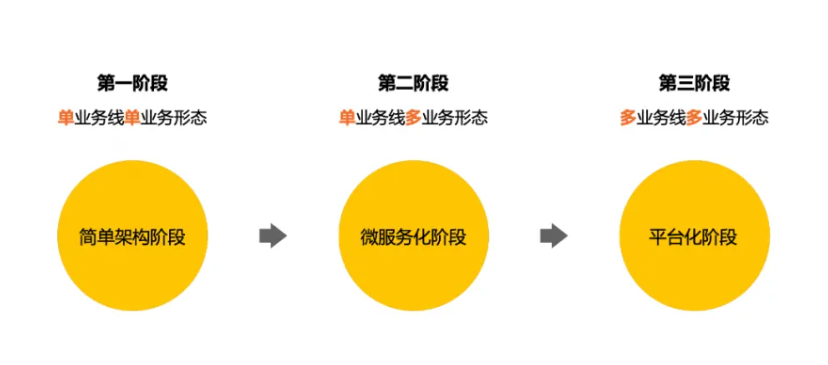 第一阶段
单业务线单业务形态
简单架构阶段
第二阶段
单业务线多业务形态
微服务化阶段
第三阶段
多业务线多业务形态
平台化阶段